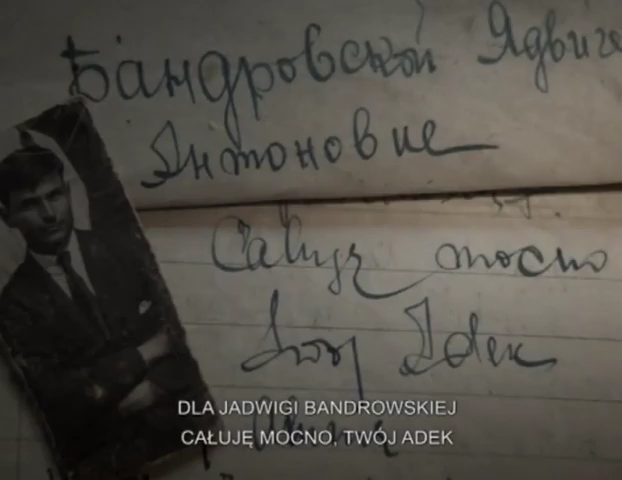 Бандровской Ядвиге
Антоновне
Całuję mocno
Twój Adek
DLA JADWIGI BANDROWSKIEJ
CAŁUJĘ MOCNO, TWÓJ ADEK